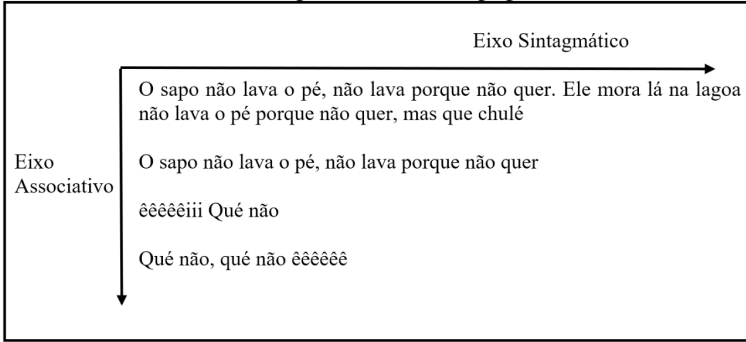 Eixo Sintagmático
O sapo não lava o pé, não lava porque não quer. Ele mora lá na lagoa
não lava o pé porque não quer, mas que chulé
Eixo
Associativo
O sapo não lava o pé, não lava porque não quer
êêêêêiii Qué não
Qué não, qué não êêêêêê